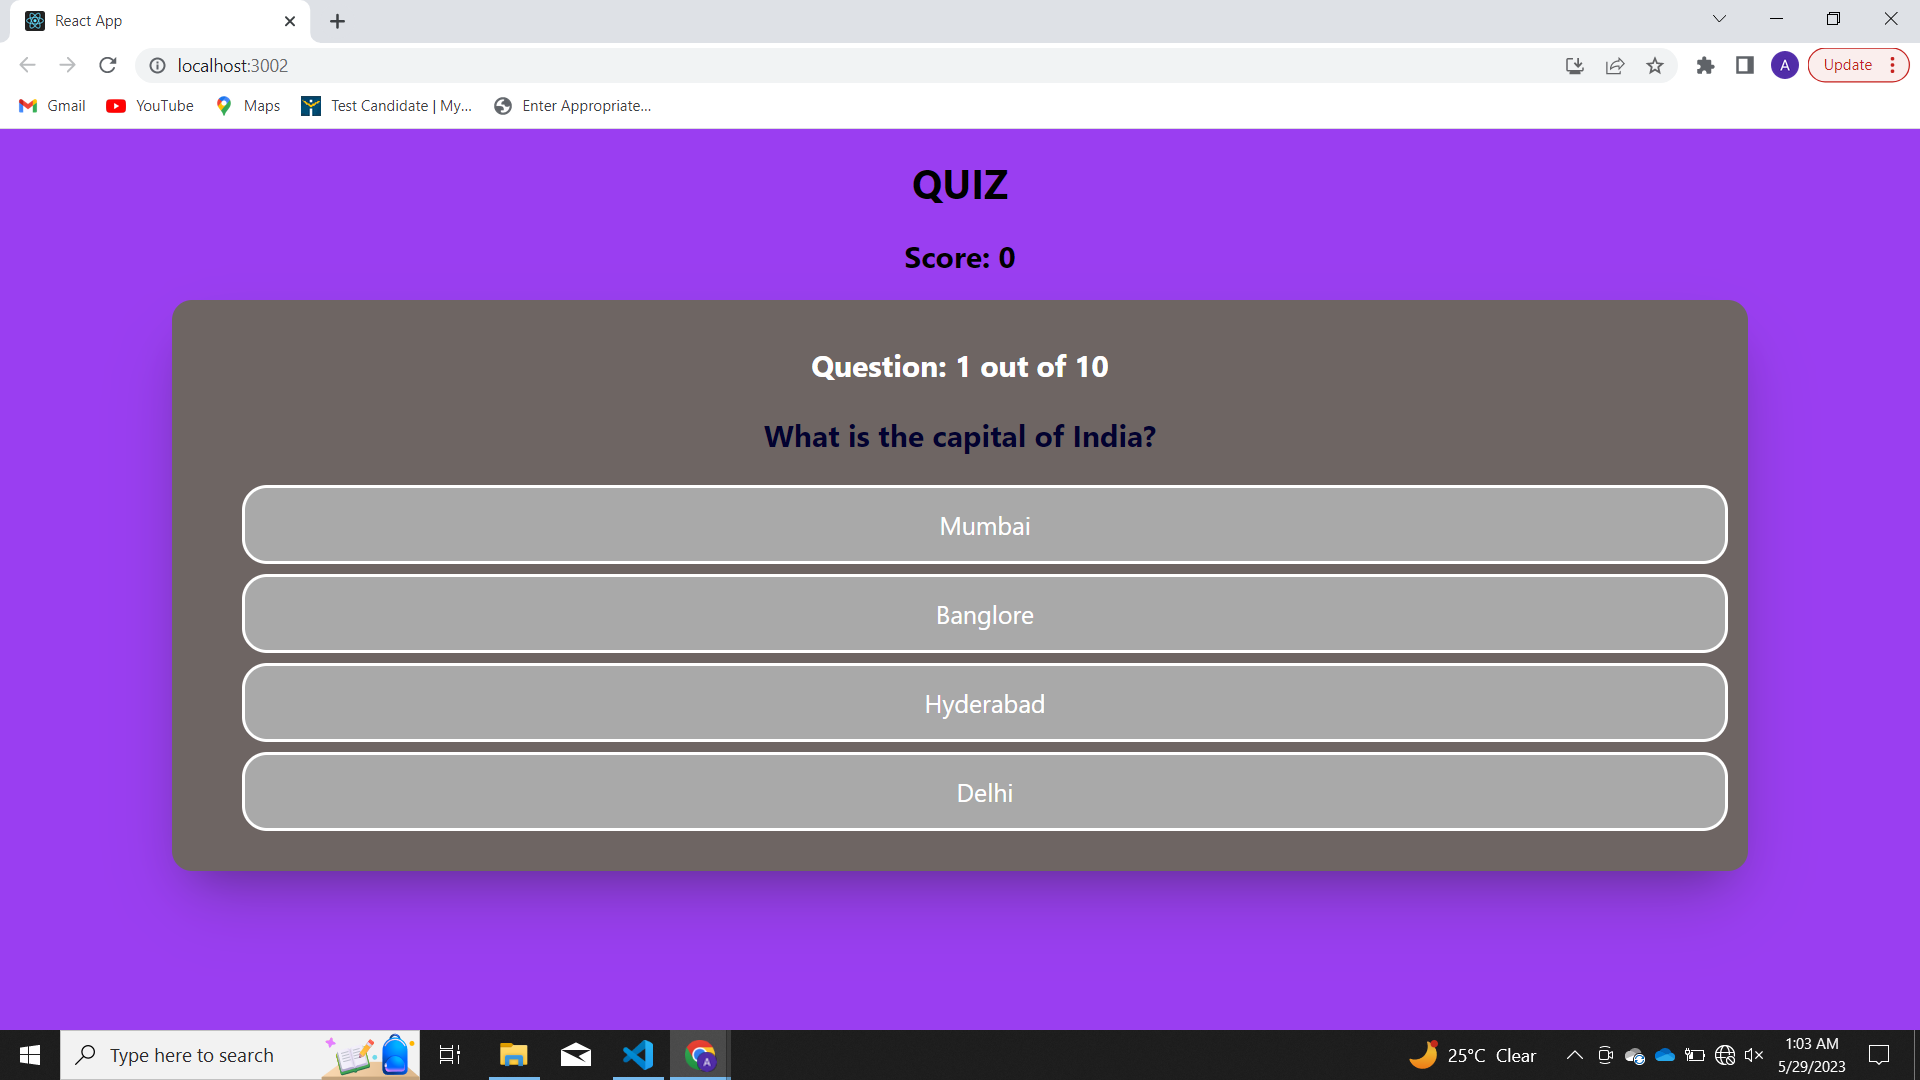 React App
localhost:3002
A
Update
Gmail
YouTube
Maps
Test Candidate | My...
Enter Appropriate...
QUIZ
Score: 0
Question: 1 out of 10
What is the capital of India?
Mumbai
Banglore
Hyderabad
Delhi
Type here to search
A
25°C Clear
1:03 AM
5/29/2023